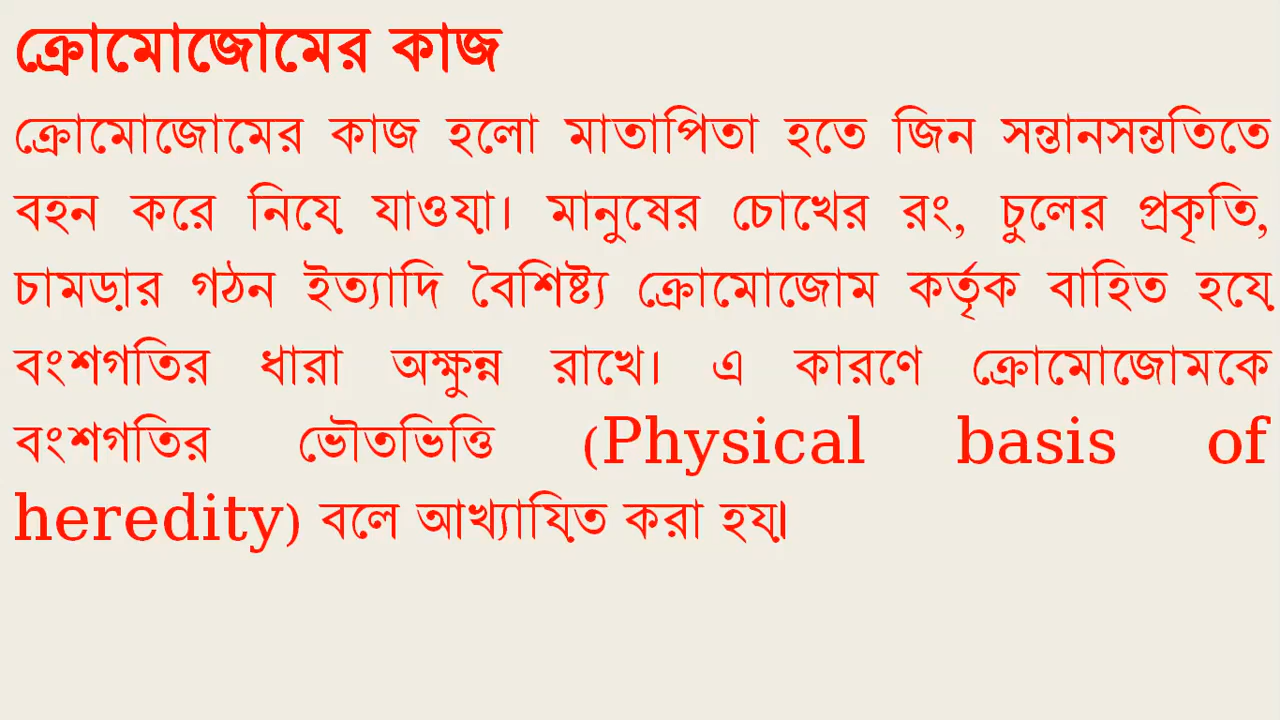 ক্রোমোজোমের কাজ
ক্রোমোজোমের কাজ হলো মাতাপিতা হতে জিন সন্তানসন্ততিতে
বহন করে নিয়ে যাওয়া। মানুষের চোখের রং, চুলের প্রকৃতি,
চামড়ার গঠন ইত্যাদি বৈশিষ্ট্য ক্রোমোজোম কর্তৃক বাহিত হয়ে
বংশগতির ধারা অক্ষুন্ন রাখে। এ কারণে ক্রোমোজোমকে
বংশগতির ভৌতভিত্তি (Physical basis of
heredity) বলে আখ্যায়িত করা হয়।